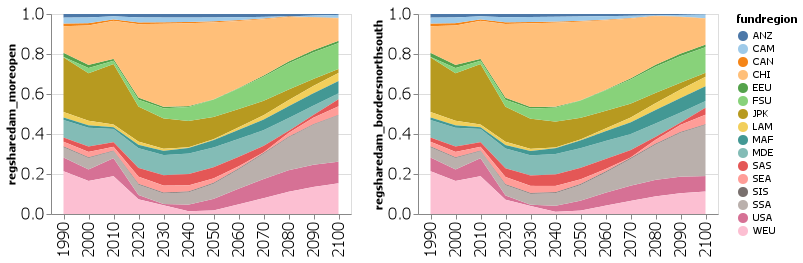 regsharedam_moreopen
1.0
0.8
0.6
0.4
0.2
0.0
1990
2000
2010
2020
2030
2040
2050
2060
2070
2080
2090
2100
regsharedam_bordersnorthsouth
1.0
0.8
0.6
0.4
0.2
0.0
1990
2000
2010
2020
2030
2040
2050
2060
2070
2080
2090
2100
fundregion
ANZ
CAM
CAN
CHI
EEU
FSU
JPK
LAM
MAF
MDE
SAS
SEA
SIS
SSA
USA
WEU